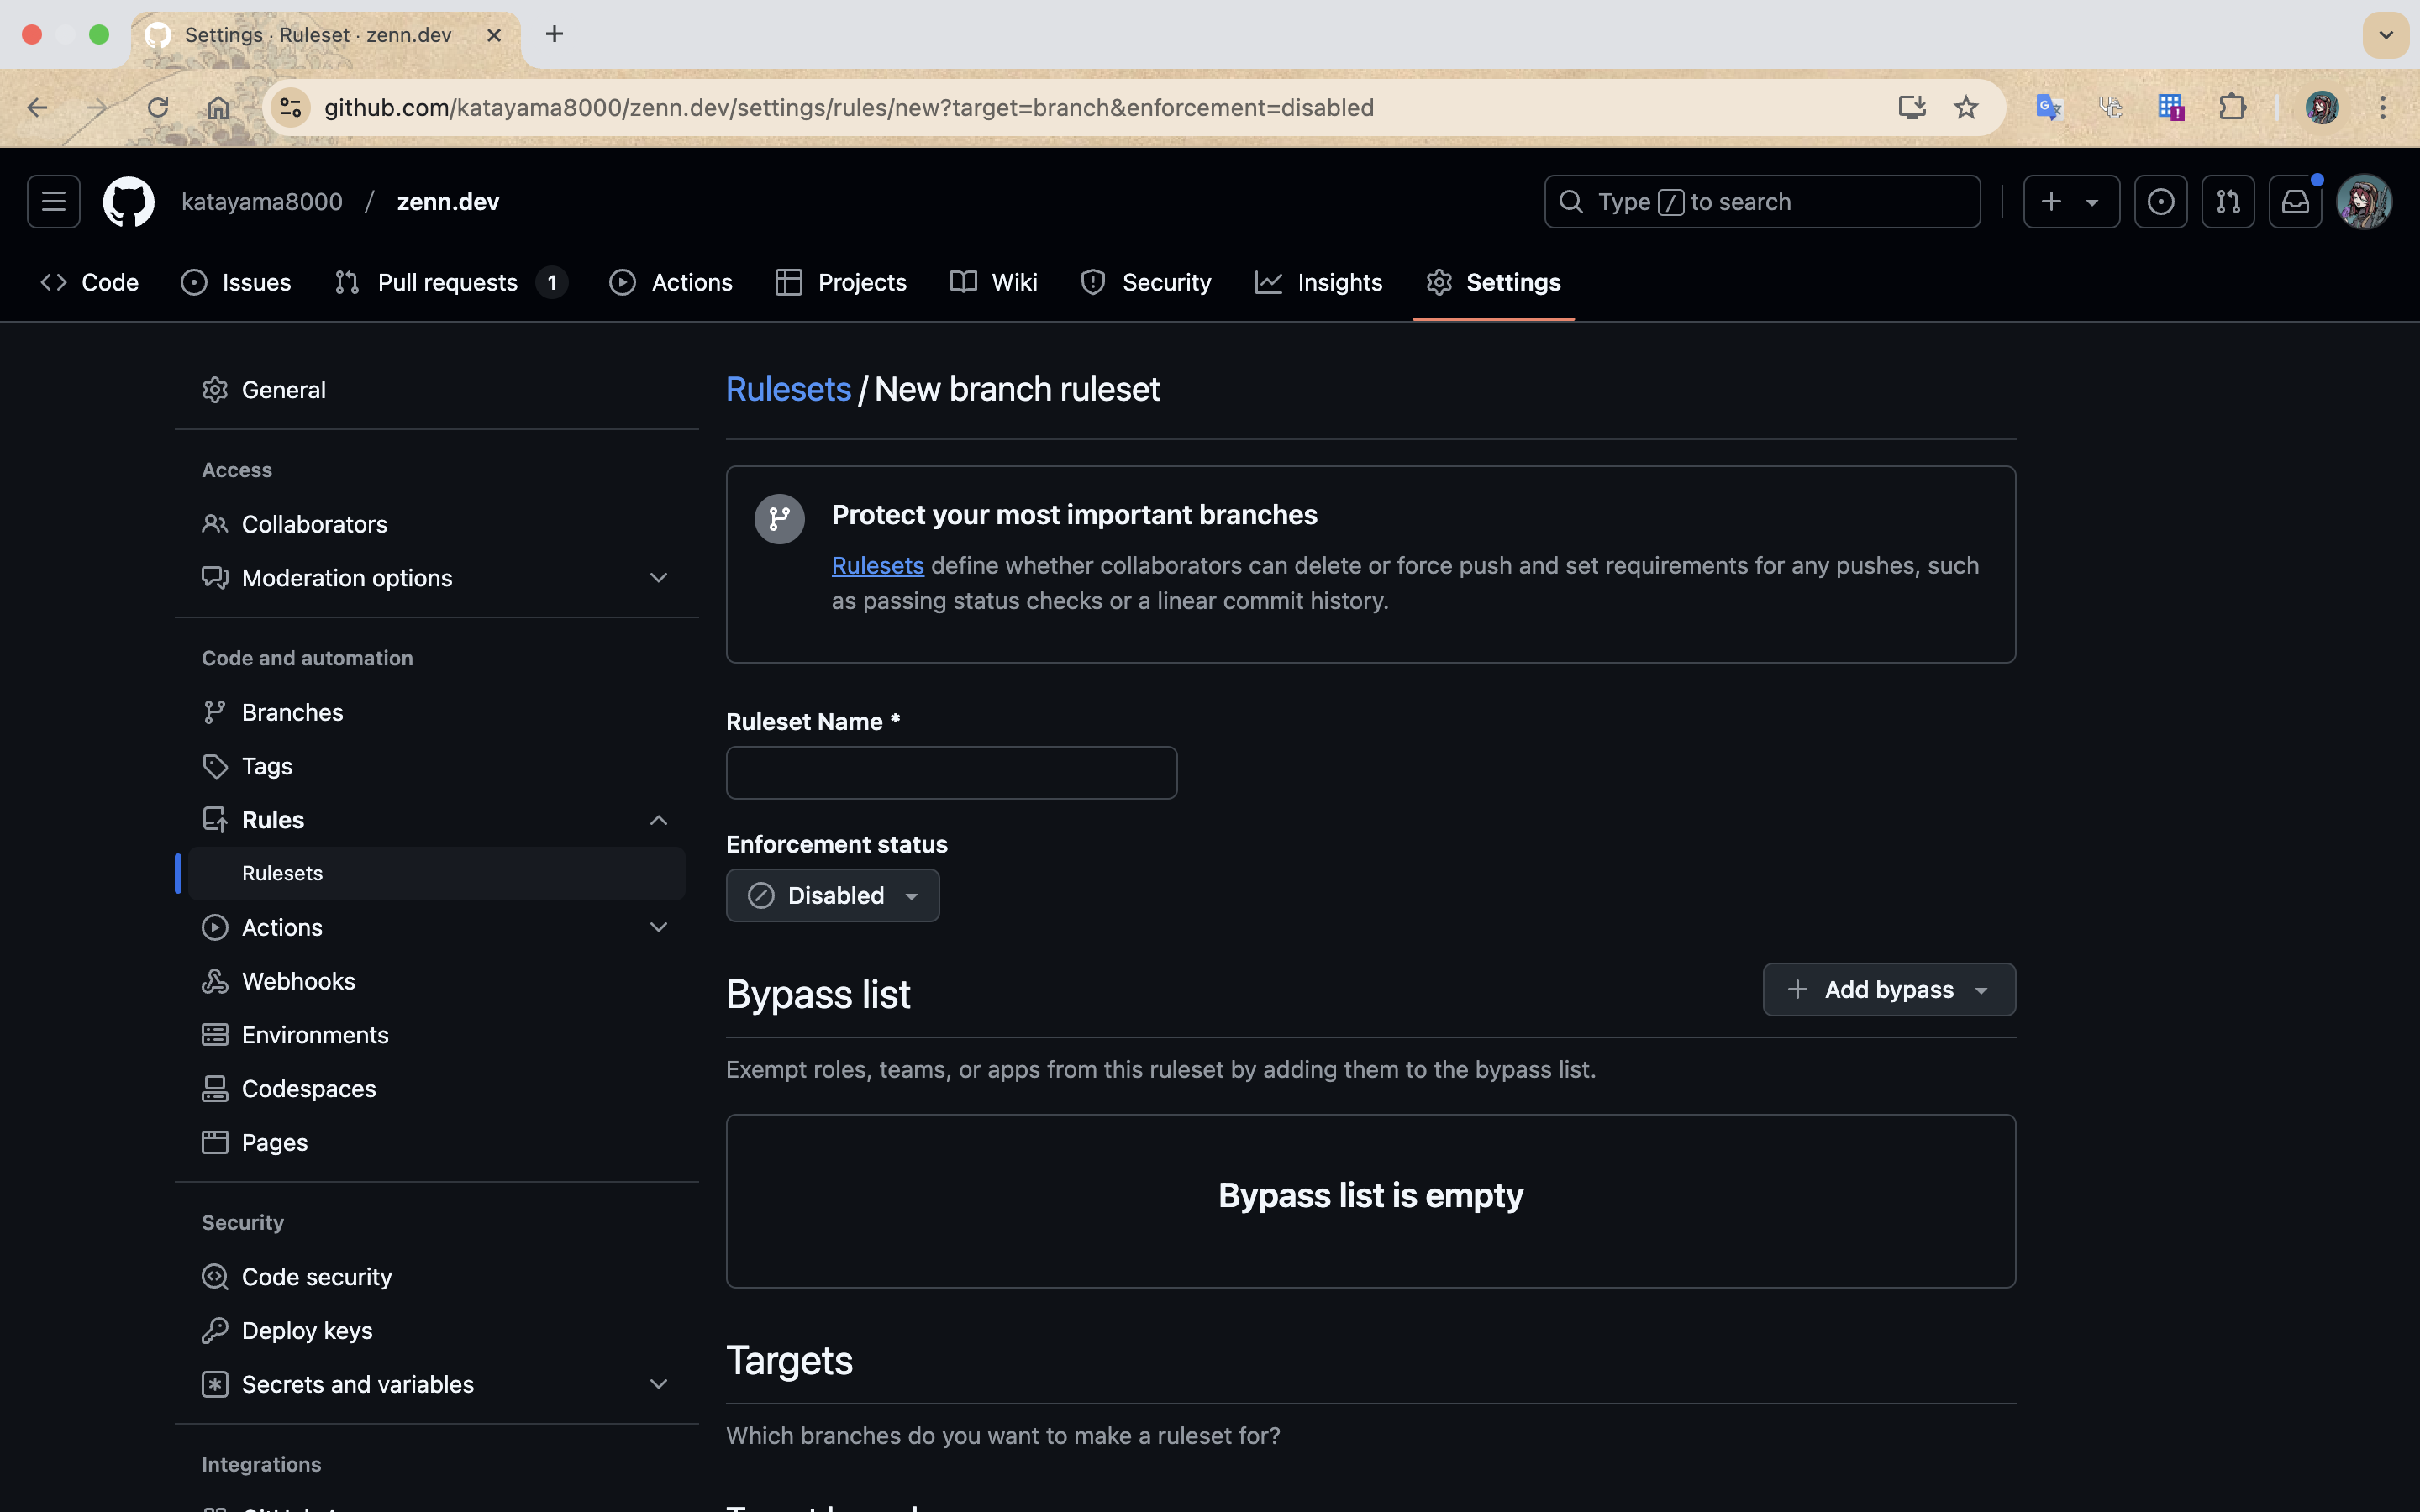 Settings · Ruleset · zenn.dev
github.com/katayama8000/zenn.dev/settings/rules/new?target=branch&enforcement=disabled
katayama8000 / zenn.dev
Type / to search
Code
Issues
Pull requests 1
Actions
Projects
Wiki
Security
Insights
Settings
General
Access
Collaborators
Moderation options
Code and automation
Branches
Tags
Rules
Rulesets
Actions
Webhooks
Environments
Codespaces
Pages
Security
Code security
Deploy keys
Secrets and variables
Integrations
Rulesets / New branch ruleset
Protect your most important branches
Rulesets define whether collaborators can delete or force push and set requirements for any pushes, such
as passing status checks or a linear commit history.
Ruleset Name *
Enforcement status
Disabled
Bypass list
Add bypass
Exempt roles, teams, or apps from this ruleset by adding them to the bypass list.
Bypass list is empty
Targets
Which branches do you want to make a ruleset for?